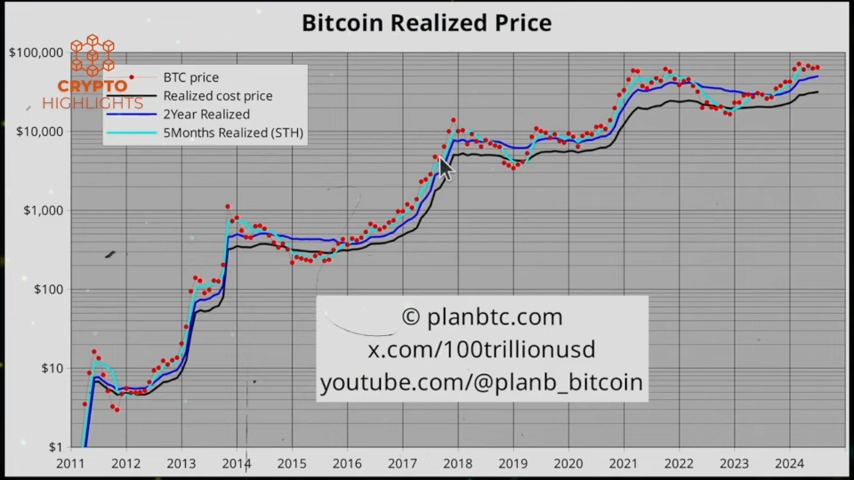 Bitcoin Realized Price
$100,000
$10,000
$1,000
$100
$10
$1
CRYPTO
HIGHLIGHTS
BTC price
Realized cost price
2Year Realized
5Months Realized (STH)
© planbtc.com
x.com/100trillionusd
youtube.com/@planb_bitcoin
2011 2012 2013 2014 2015 2016 2017 2018 2019 2020 2021 2022 2023 2024